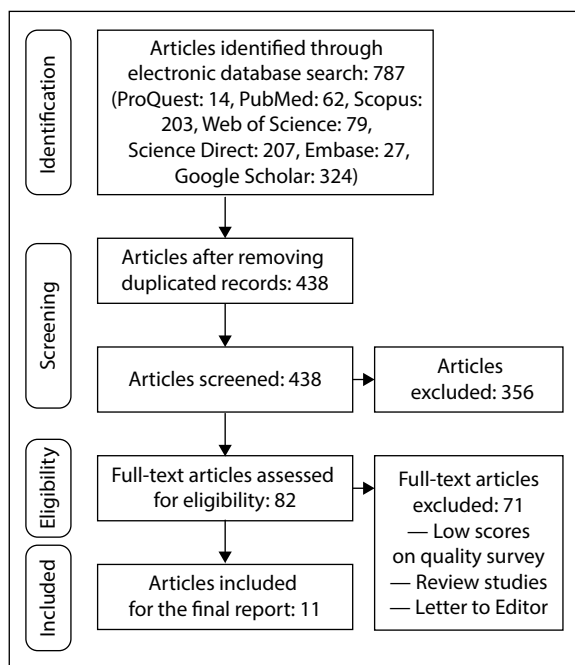 Identification
Articles identified through
electronic database search: 787
(ProQuest: 14, PubMed: 62, Scopus:
203, Web of Science: 79,
Science Direct: 207, Embase: 27,
Google Scholar: 324)
Screening
Articles after removing
duplicated records: 438
Articles screened: 438
Articles
excluded: 356
Eligibility
Full-text articles assessed
for eligibility: 82
Full-text articles
excluded: 71
— Low scores
on quality survey
— Review studies
— Letter to Editor
Included
Articles included
for the final report: 11